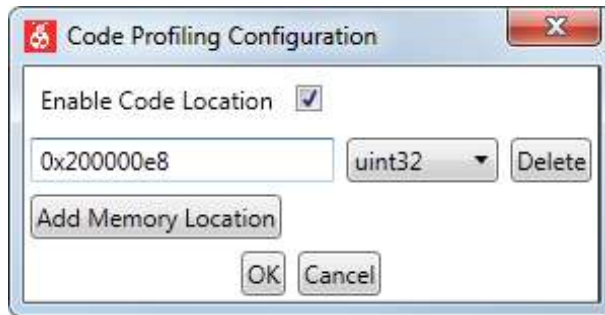 Code Profiling Configuration
Enable Code Location
0x200000e8 uint32 Delete
Add Memory Location
OK Cancel